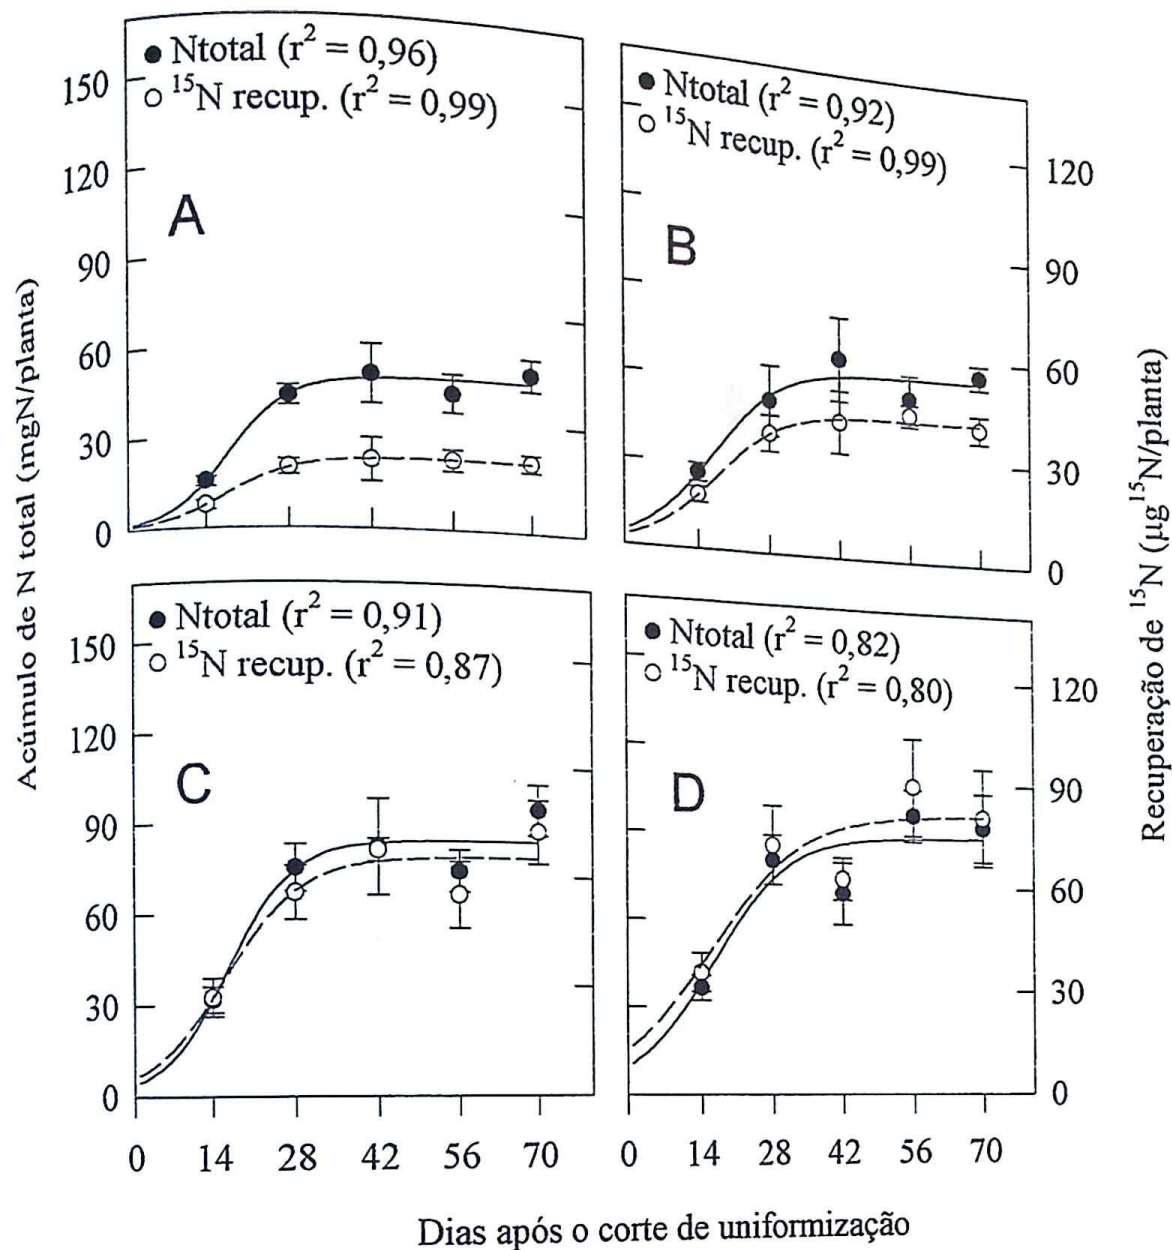 Ntotal (r² = 0,96)
¹⁵N recup. (r² = 0,99)
A
150
120
90
60
30
0
Ntotal (r² = 0,92)
¹⁵N recup. (r² = 0,99)
B
120
90
60
30
0
Ntotal (r² = 0,91)
¹⁵N recup. (r² = 0,87)
C
150
120
90
60
30
0
0 14 28 42 56 70
Ntotal (r² = 0,82)
¹⁵N recup. (r² = 0,80)
D
120
90
60
30
0
0 14 28 42 56 70
Acúmulo de N total (mgN/planta)
Recuperação de ¹⁵N (µg¹⁵N/planta)
Dias após o corte de uniformização